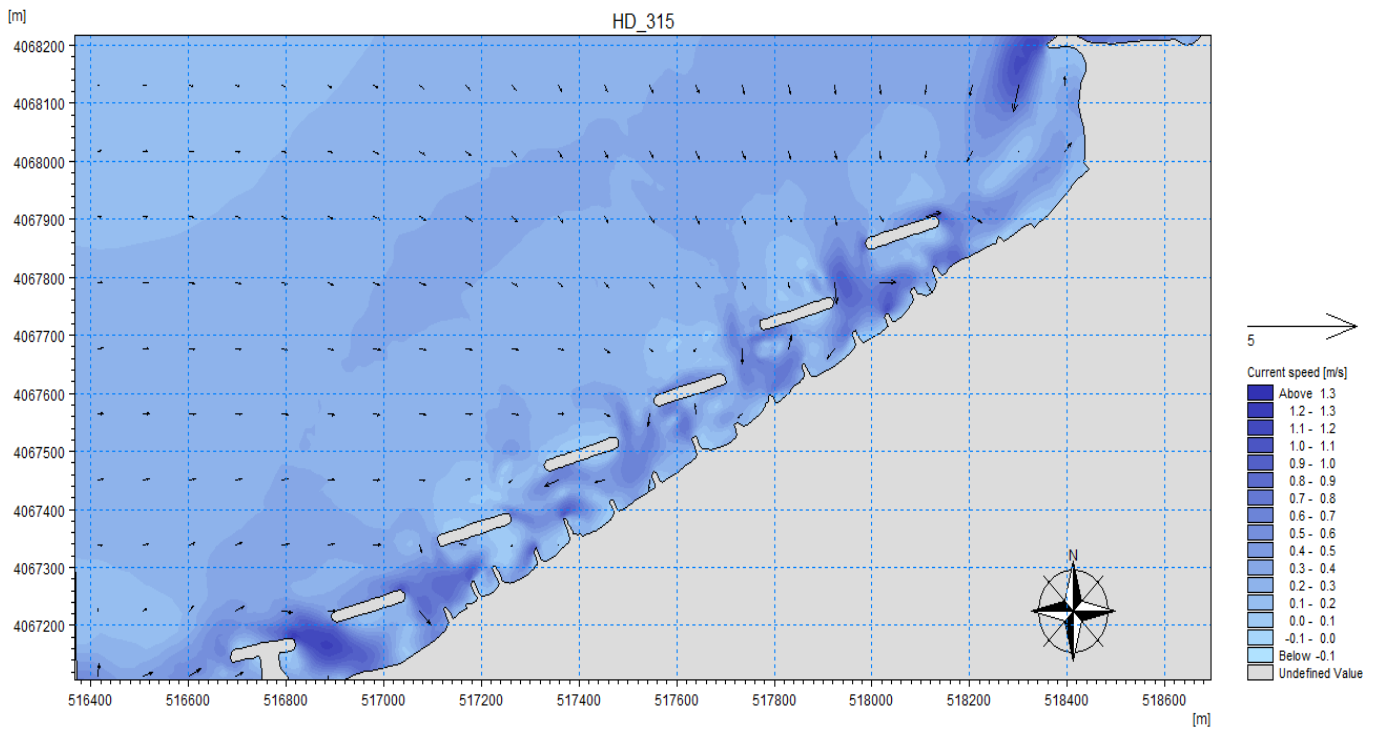 [m]
HD_315
4068200
4068100
4068000
4067900
4067800
4067700
4067600
4067500
4067400
4067300
4067200
516400 516600 516800 517000 517200 517400 517600 517800 518000 518200 518400 518600
[m]
N
5
Current speed [m/s]
Above 1.3
1.2 - 1.3
1.1 - 1.2
1.0 - 1.1
0.9 - 1.0
0.8 - 0.9
0.7 - 0.8
0.6 - 0.7
0.5 - 0.6
0.4 - 0.5
0.3 - 0.4
0.2 - 0.3
0.1 - 0.2
0.0 - 0.1
-0.1 - 0.0
Below -0.1
Undefined Value